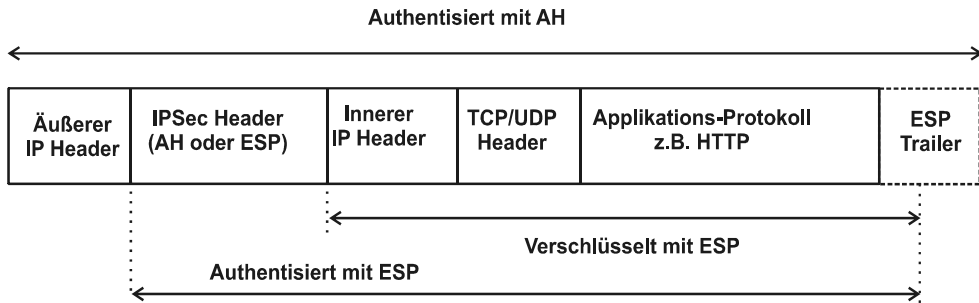 Authentisiert mit AH
Äußerer
IP Header
IPSec Header
(AH oder ESP)
Innerer
IP Header
TCP/UDP
Header
Applikations-Protokoll
z.B. HTTP
ESP
Trailer
Verschlüsselt mit ESP
Authentisiert mit ESP